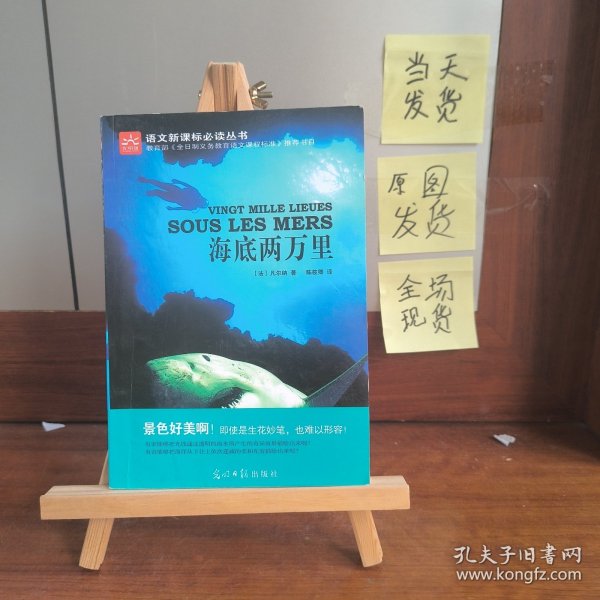 语文新课标必读丛书
教育部《全日制义务教育语文课程标准》推荐书目
VINGT MILLE LIEUES
SOUS LES MERS
海底两万里
［法］凡尔纳 著
景色好美啊！即使是生花妙笔，也难以形容！
光明日报出版社
当天
发货
原图
发货
全场
现货
孔夫子旧书网
www.kongfz.com